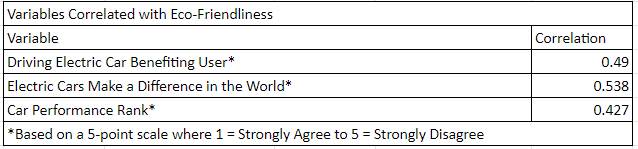 Variables Correlated with Eco-Friendliness
Variable Correlation
Driving Electric Car Benefiting User* 0.49
Electric Cars Make a Difference in the World* 0.538
Car Performance Rank* 0.427
*Based on a 5-point scale where 1 = Strongly Agree to 5 = Strongly Disagree